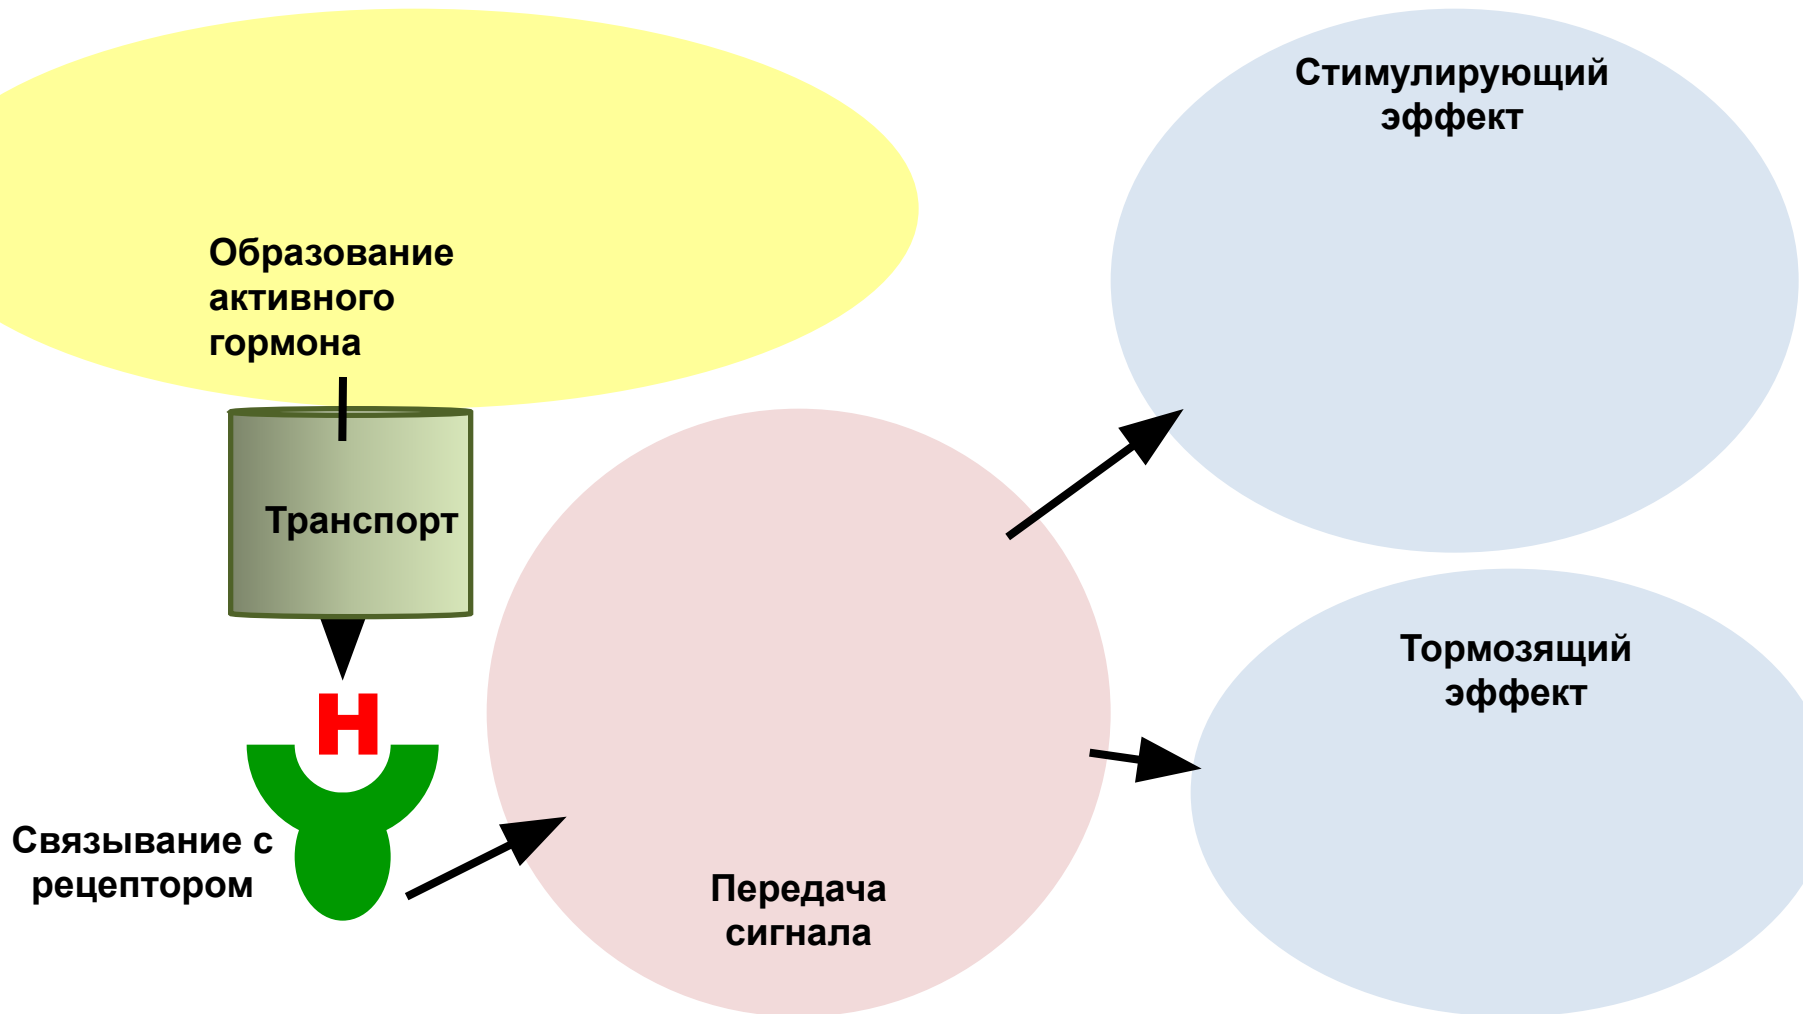 Стимулирующий
эффект
Образование
активного
гормона
Транспорт
Н
Тормозящий
эффект
Связывание с
рецептором
Передача
сигнала